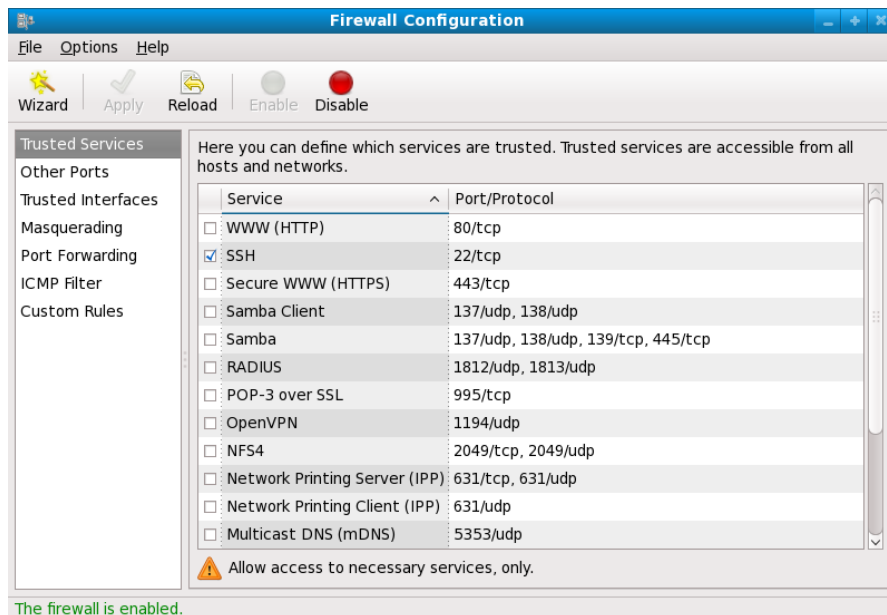 Firewall Configuration
File Options Help
Wizard Apply Reload Enable Disable
Trusted Services
Other Ports
Trusted Interfaces
Masquerading
Port Forwarding
ICMP Filter
Custom Rules
Here you can define which services are trusted. Trusted services are accessible from all
hosts and networks.
Service Port/Protocol
WWW (HTTP) 80/tcp
SSH 22/tcp
Secure WWW (HTTPS) 443/tcp
Samba Client 137/udp, 138/udp
Samba 137/udp, 138/udp, 139/tcp, 445/tcp
RADIUS 1812/udp, 1813/udp
POP-3 over SSL 995/tcp
OpenVPN 1194/udp
NFS4 2049/tcp, 2049/udp
Network Printing Server (IPP) 631/tcp, 631/udp
Network Printing Client (IPP) 631/udp
Multicast DNS (mDNS) 5353/udp
Allow access to necessary services, only.
The firewall is enabled.